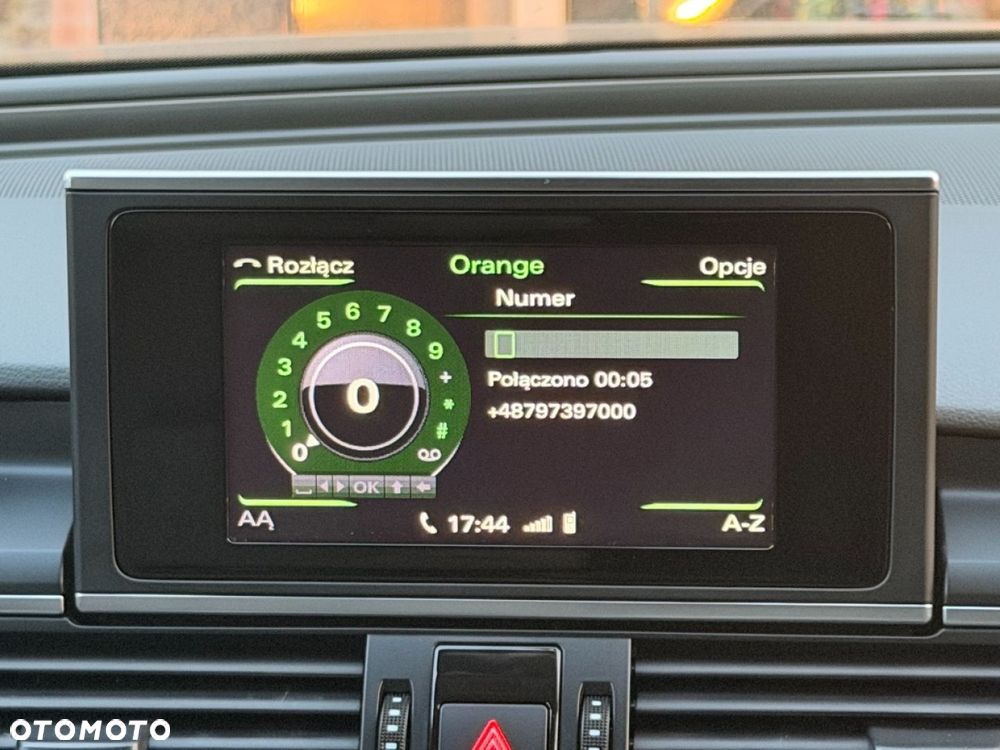 Rozłącz
Orange
Opcje
Numer
0
1
2
3
4
5
6
7
8
9
+
*
#
0
Połączono 00:05
+48797397000
OK
AĄ
17:44
A-Z
OTOMOTO